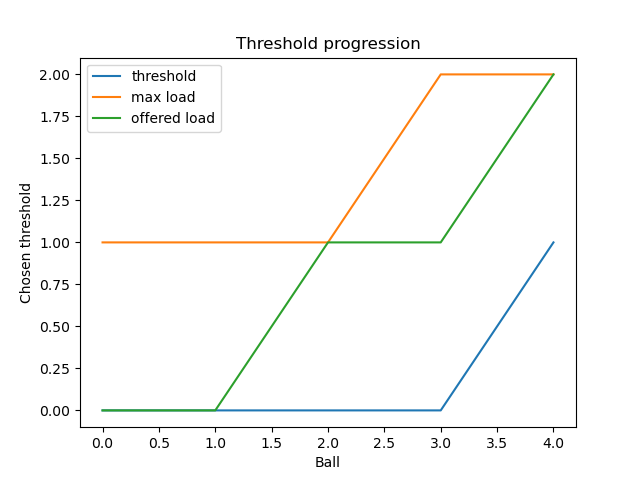 Threshold progression
threshold
max load
offered load
Chosen threshold
2.00
1.75
1.50
1.25
1.00
0.75
0.50
0.25
0.00
0.0 0.5 1.0 1.5 2.0 2.5 3.0 3.5 4.0
Ball